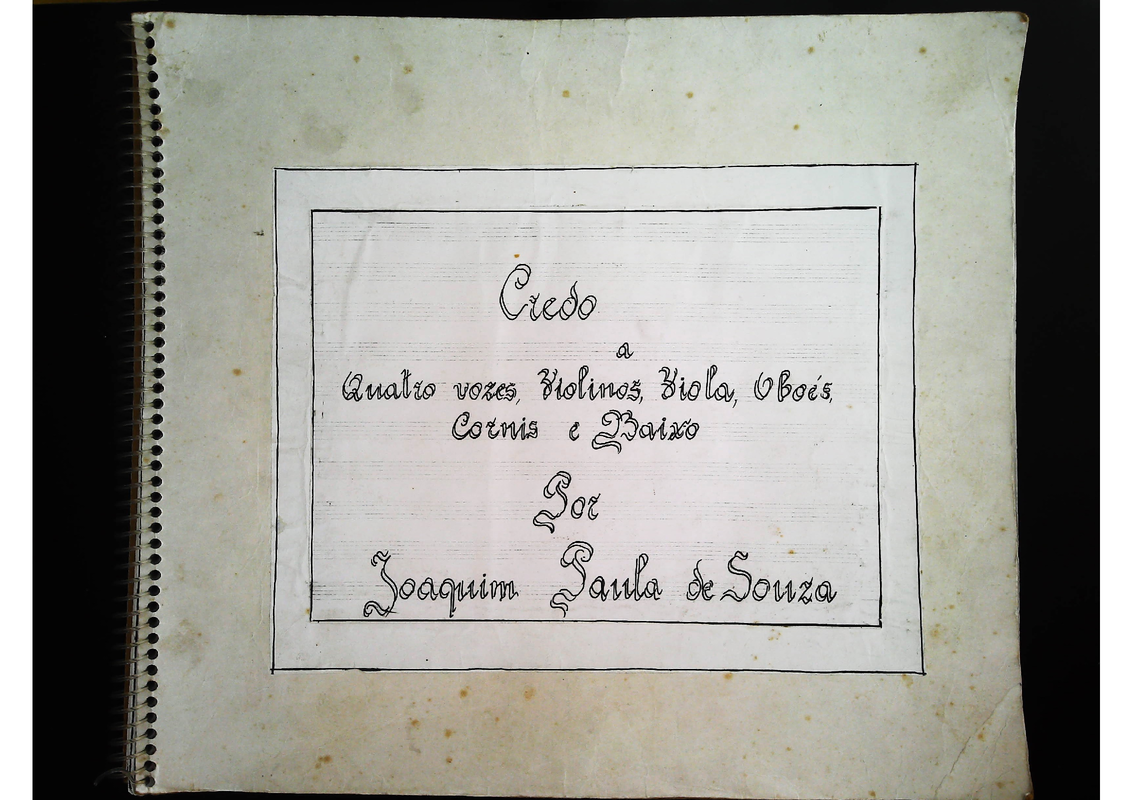 Credo
a
Quatro vozes, Violinos, Viola, Oboés,
Cornis e Baixo
Por
Joaquim Paula de Souza